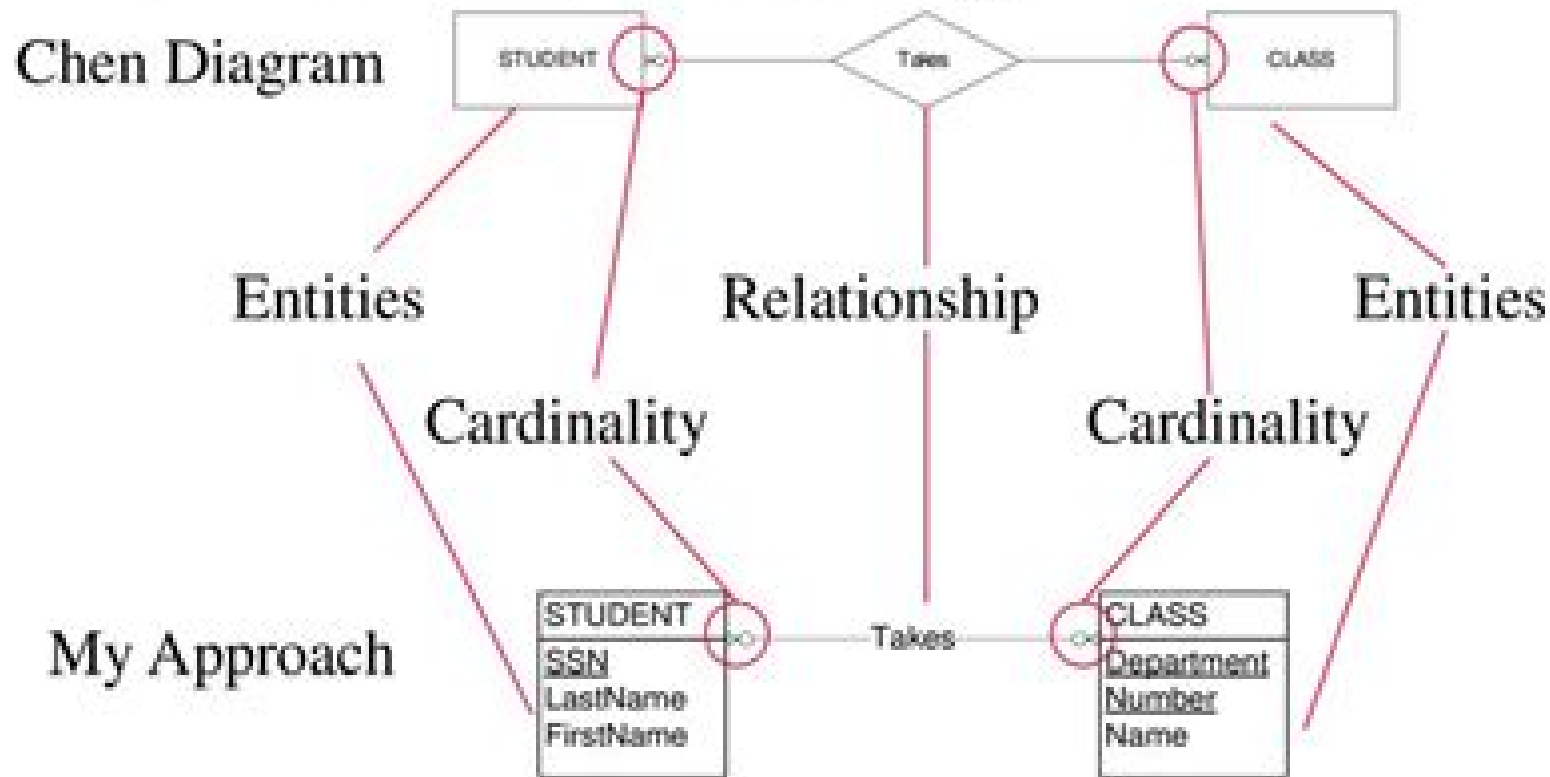 Chen Diagram
STUDENT
Takes
CLASS
Entities
Relationship
Entities
Cardinality
Cardinality
My Approach
STUDENT
SSN
LastName
FirstName
Takes
CLASS
Department
Number
Name